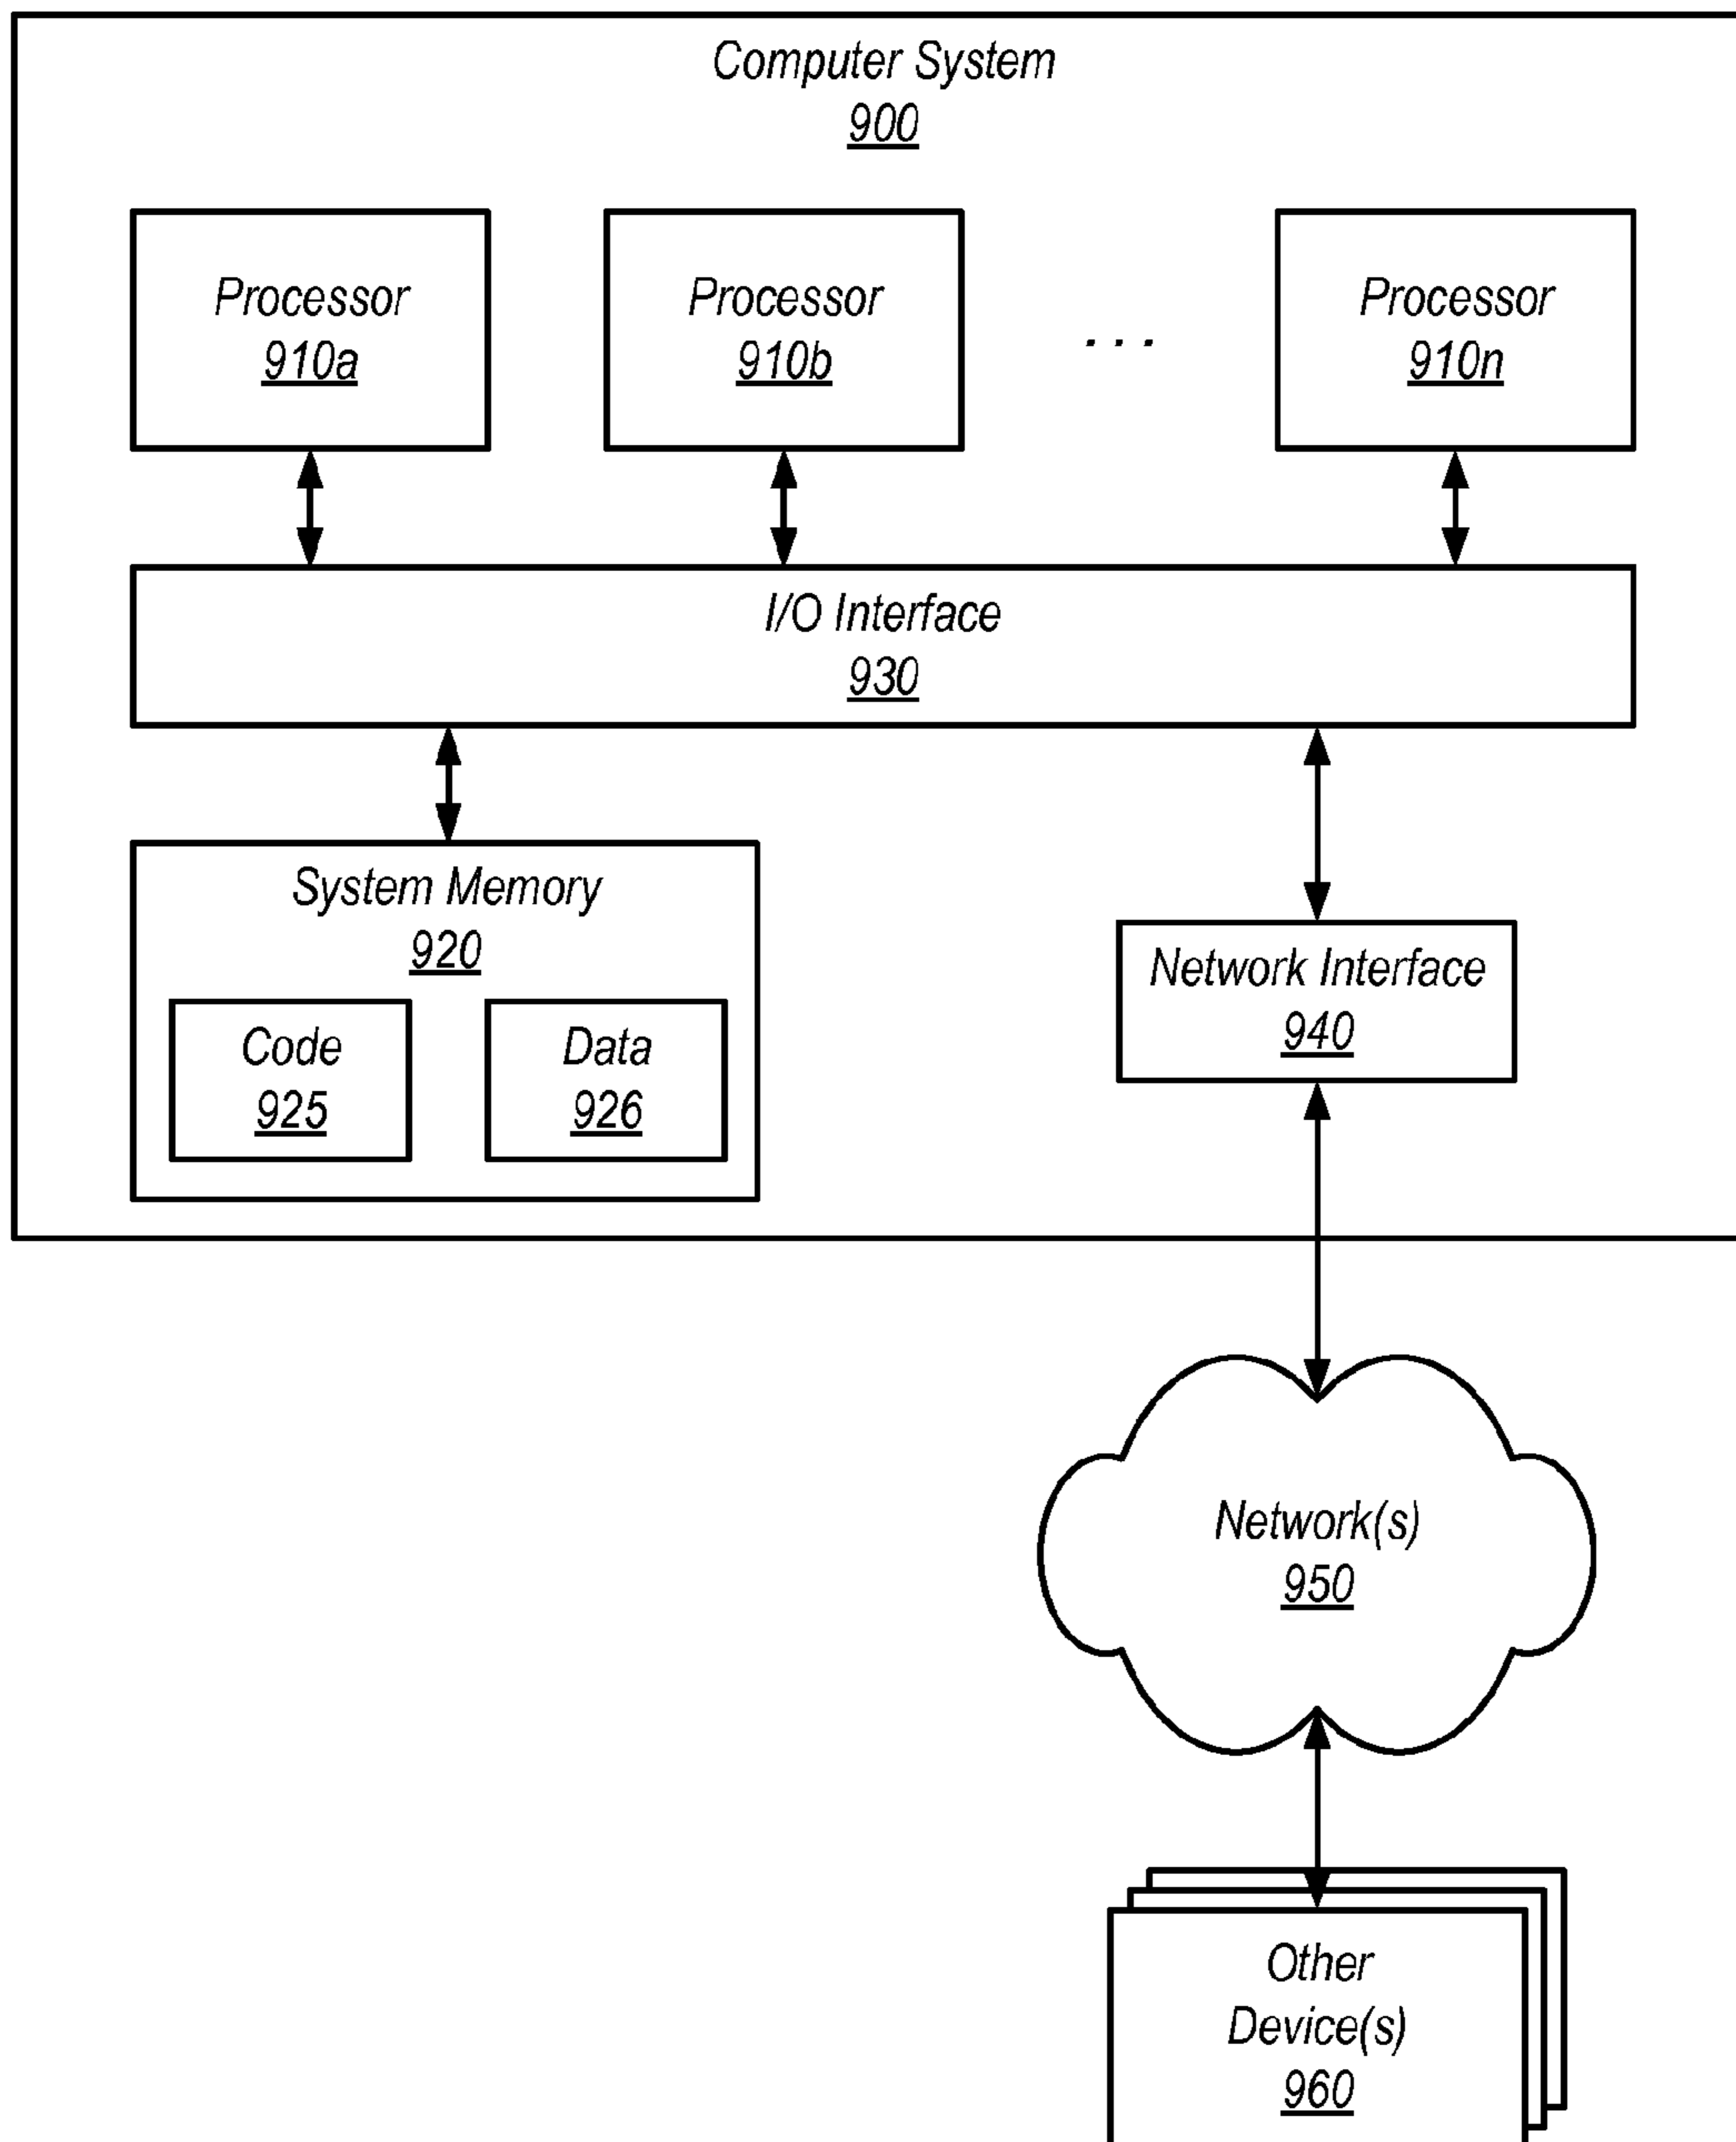 Computer System
900
Processor
910a
Processor
910b
. . .
Processor
910n
I/O Interface
930
System Memory
920
Code
925
Data
926
Network Interface
940
Network(s)
950
Other
Device(s)
960